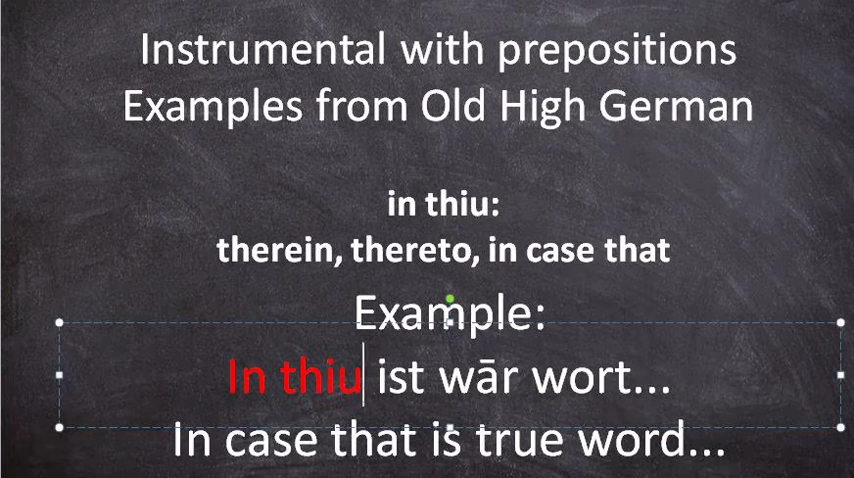 Instrumental with prepositions
Examples from Old High German
in thiu:
therein, thereto, in case that
Example:
In thiu ist wār wort...
In case that is true word...